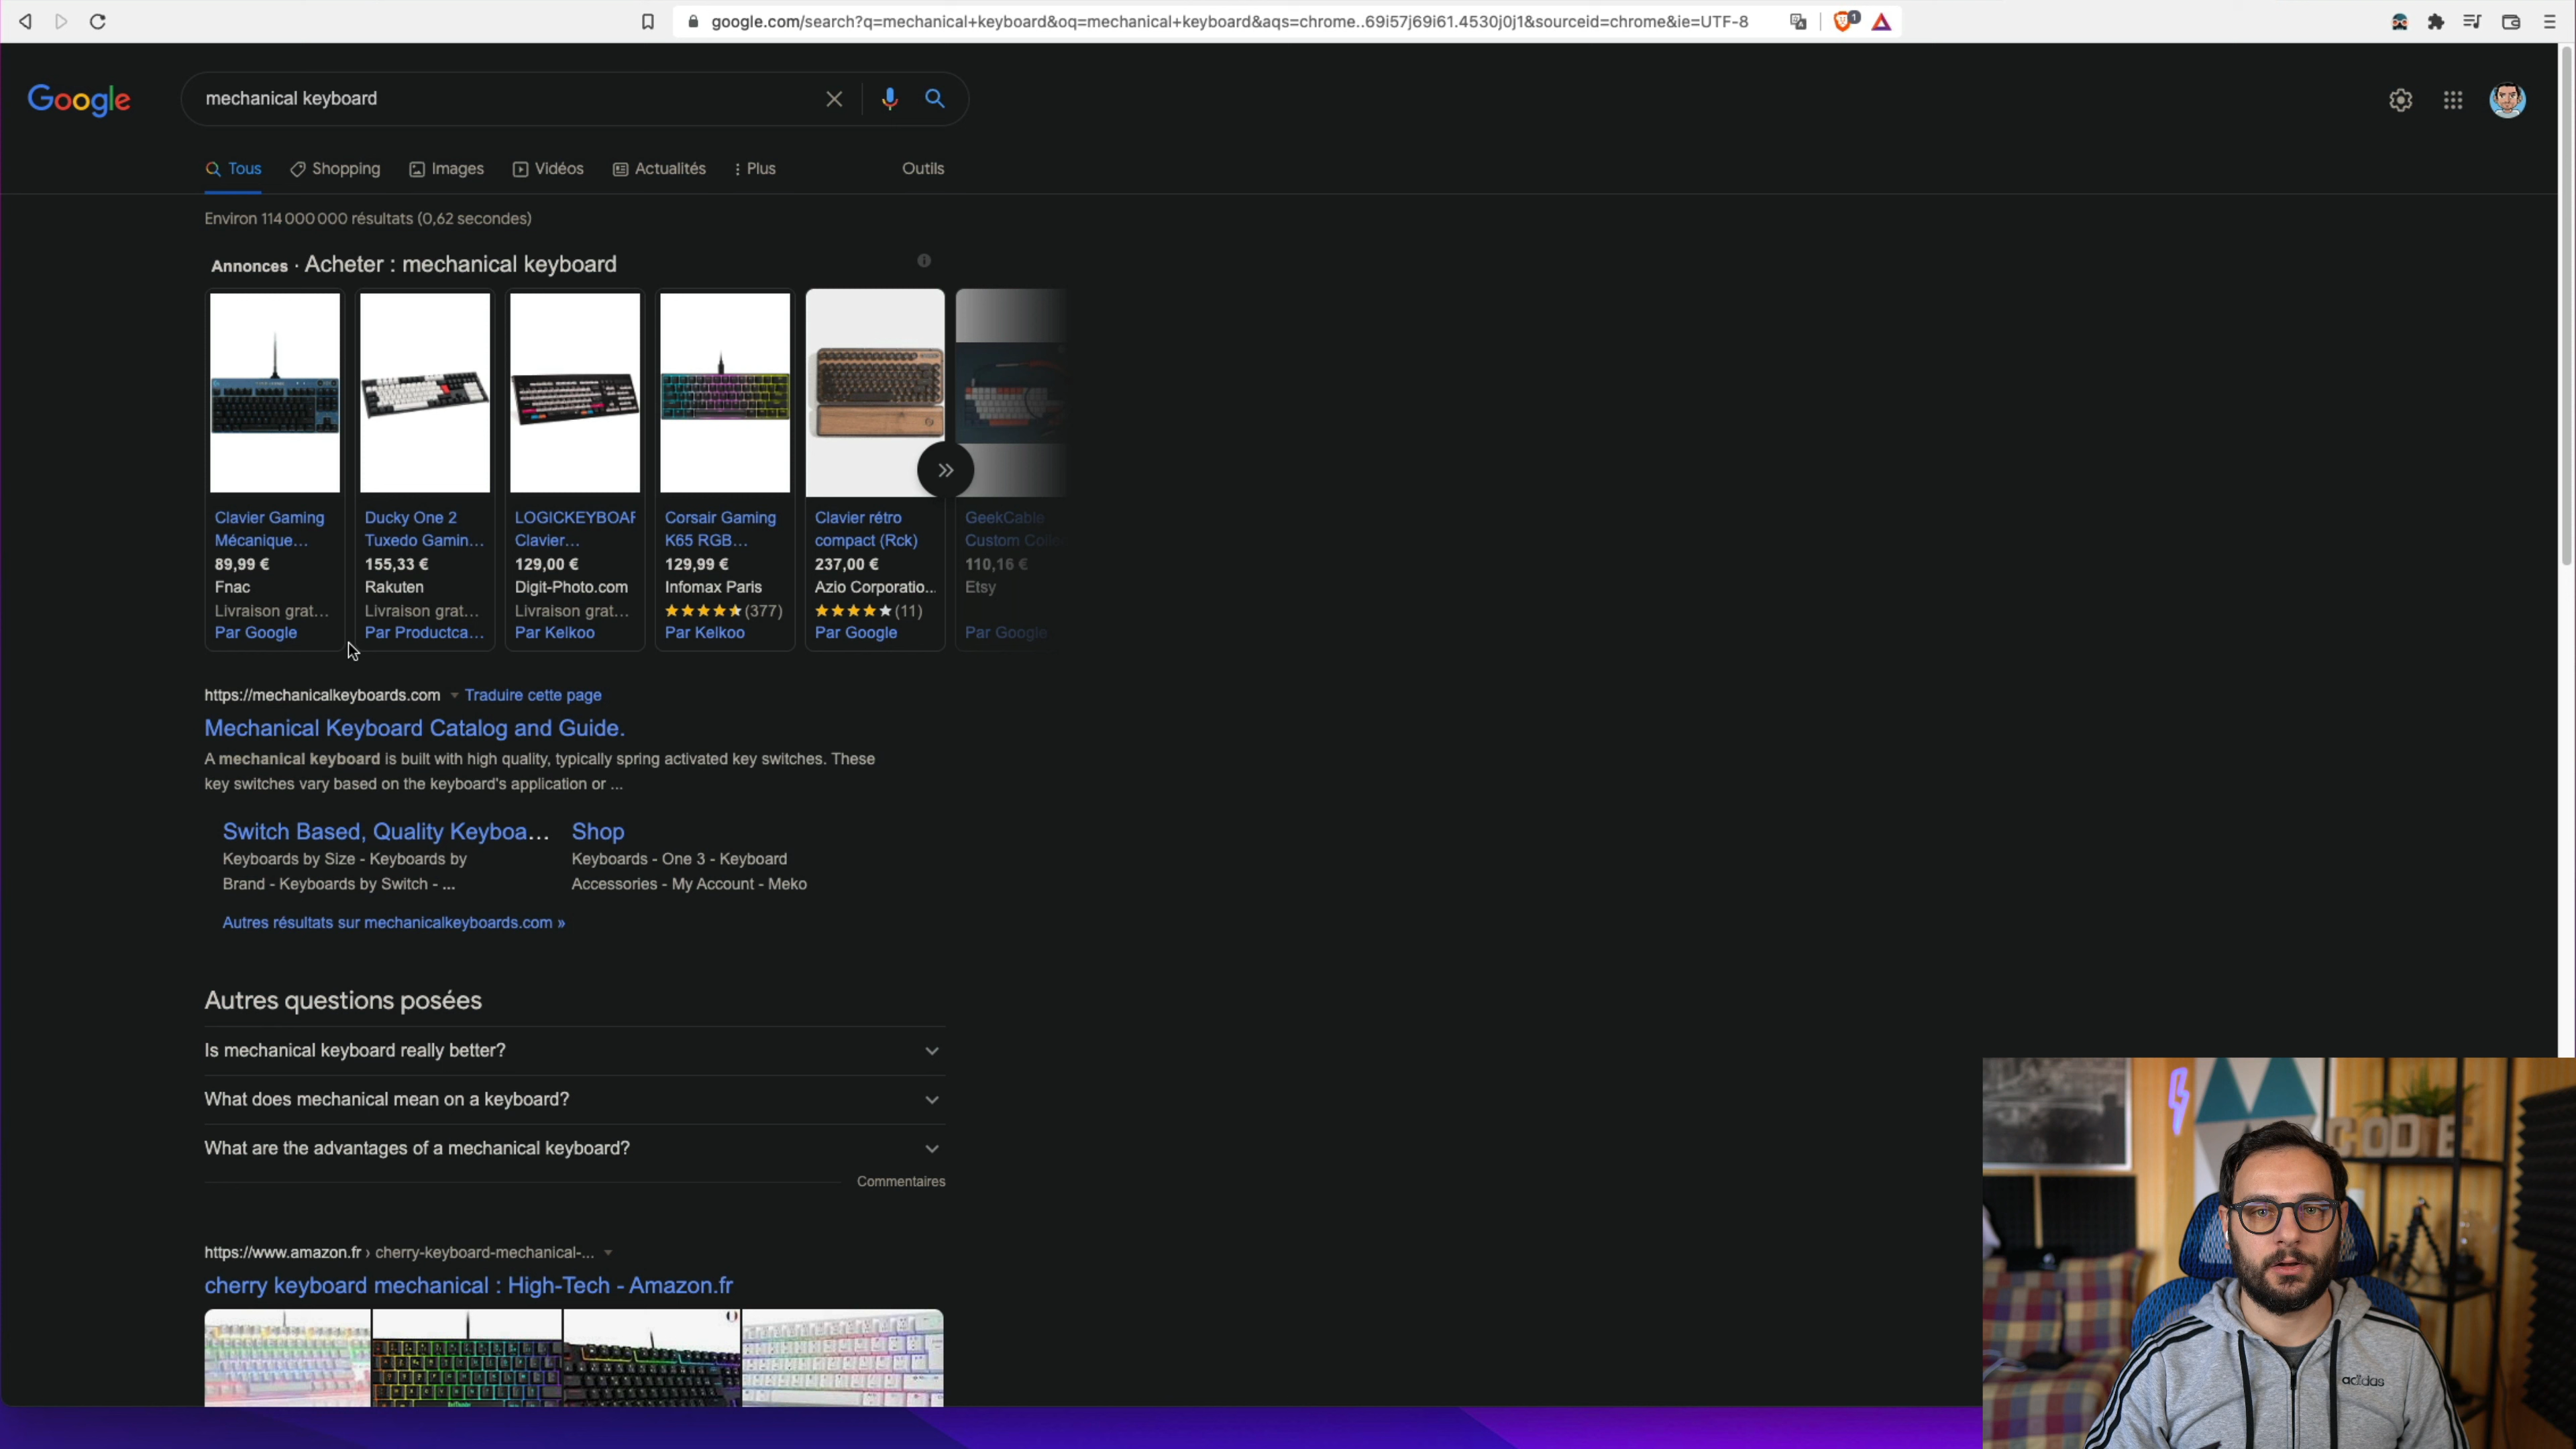 google.com/search?q=mechanical+keyboard&oq=mechanical+keyboard&aqs=chrome..69i57j69i61.4530j0j1&sourceid=chrome&ie=UTF-8
1
Google
mechanical keyboard
Tous Shopping Images Vidéos Actualités Plus Outils
Environ 114 000 000 résultats (0,62 secondes)
Annonces · Acheter : mechanical keyboard
Clavier Gaming
Mécanique...
89,99 €
Fnac
Livraison grat...
Par Google
Ducky One 2
Tuxedo Gamin...
155,33 €
Rakuten
Livraison grat...
Par Productca...
LOGICKEYBOAR
Clavier...
129,00 €
Digit-Photo.com
Livraison grat...
Par Kelkoo
Corsair Gaming
K65 RGB...
129,99 €
Infomax Paris
(377)
Par Kelkoo
Clavier rétro
compact (Rck)
237,00 €
Azio Corporatio...
(11)
Par Google
GeekCable
Custom Coile
110,16 €
Etsy
Par Google
https://mechanicalkeyboards.com Traduire cette page
Mechanical Keyboard Catalog and Guide.
A mechanical keyboard is built with high quality, typically spring activated key switches. These
key switches vary based on the keyboard's application or ...
Switch Based, Quality Keyboa...
Keyboards by Size - Keyboards by
Brand - Keyboards by Switch - ...
Shop
Keyboards - One 3 - Keyboard
Accessories - My Account - Meko
Autres résultats sur mechanicalkeyboards.com »
Autres questions posées
Is mechanical keyboard really better?
What does mechanical mean on a keyboard?
What are the advantages of a mechanical keyboard?
Commentaires
https://www.amazon.fr › cherry-keyboard-mechanical-...
cherry keyboard mechanical : High-Tech - Amazon.fr
CODE
adidas